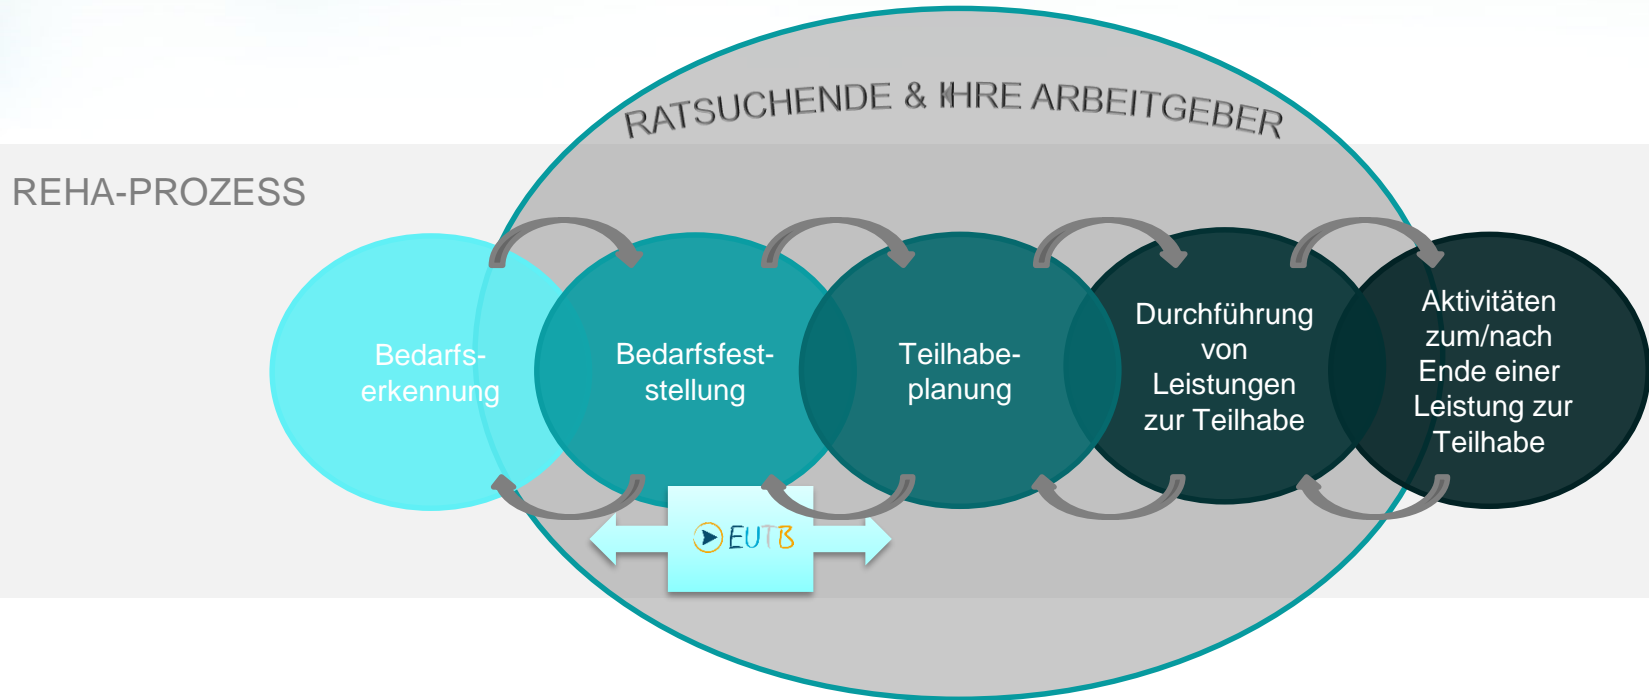 RATSUCHENDE & IHRE ARBEITGEBER
REHA-PROZESS
Bedarfs-
erkennung
Bedarfsfest-
stellung
Teilhabe-
planung
Durchführung
von
Leistungen
zur Teilhabe
Aktivitäten
zum/nach
Ende einer
Leistung zur
Teilhabe
EUTB